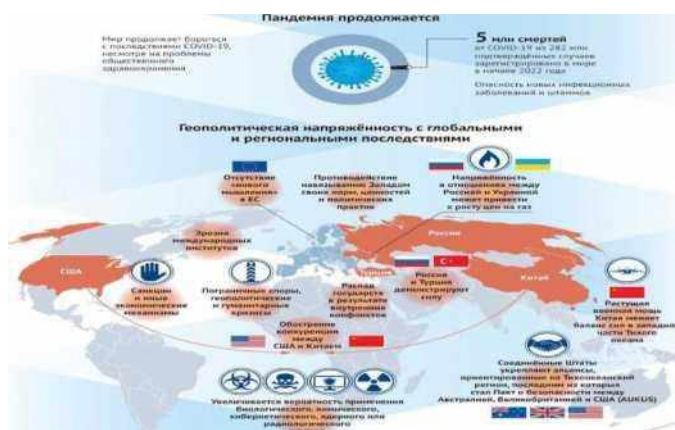 Пандемия продолжается
Мир продолжает бороться
с последствиями COVID-19,
несмотря на проблемы
общественного
здравоохранения
5 млн смертей
от COVID-19 из 282 млн
подтверждённых случаев
зарегистрировано в мире
в начале 2022 года
Опасность новых инфекционных
заболеваний и штаммов
Геополитическая напряжённость с глобальными
и региональными последствиями
Отсутствие
«нового
мышления»
в ЕС
Противодействие
навязыванию Западом
своих норм, ценностей
и политических
практик
Напряжённость
в отношениях между
Россией и Украиной
может привести
к росту цен на газ
Эрозия
международных
институтов
Россия
США
Турция
Китай
Санкции
и иные
экономические
механизмы
Пограничные споры,
геополитические
и гуманитарные
кризисы
Распад
государств
в результате
внутренних
конфликтов
Россия
и Турция
демонстрируют
силу
Растущая
военная мощь
Китая меняет
баланс сил в западной
части Тихого
океана
Обострение
конкуренции
между
США и Китаем
Соединённые Штаты
укрепляют альянсы,
ориентированные на Тихоокеанский
регион, последним из которых
стал Пакт о безопасности между
Австралией, Великобританией и США (AUKUS)
Увеличивается вероятность применения
биологического, химического,
кибернетического, ядерного или
радиологического